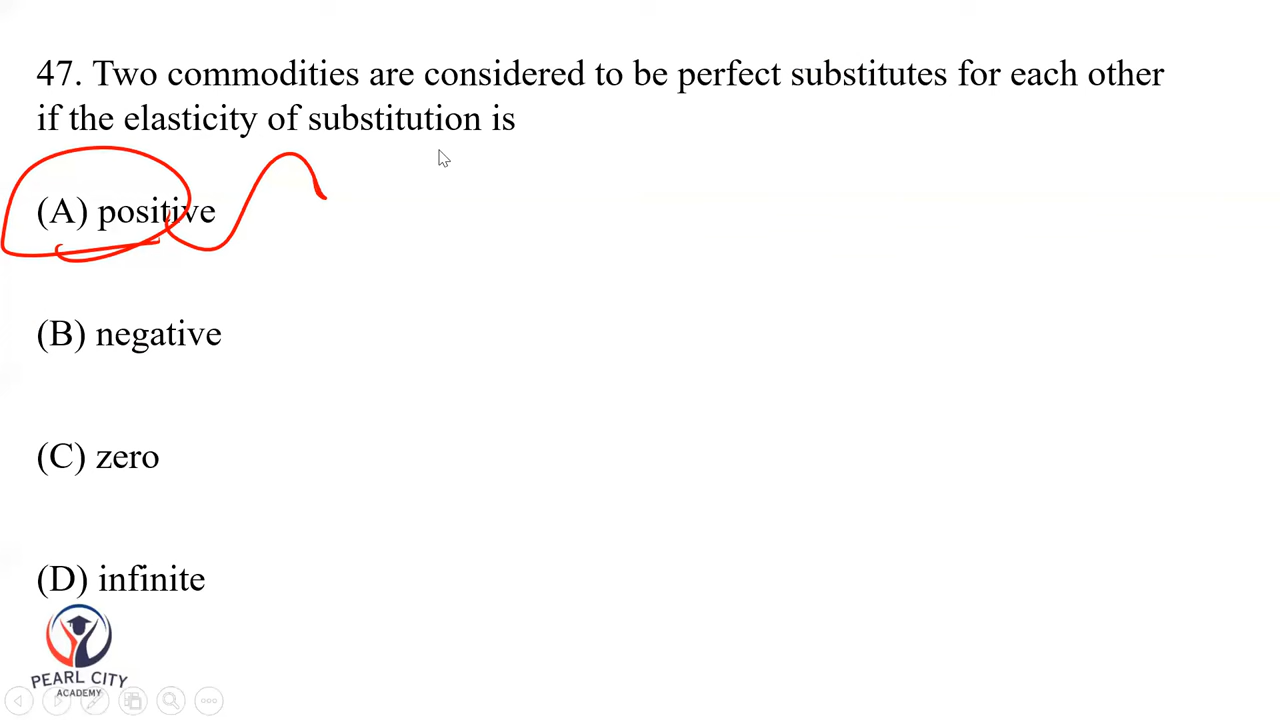 47. Two commodities are considered to be perfect substitutes for each other
if the elasticity of substitution is
(A) positive
(B) negative
(C) zero
(D) infinite
PEARL CITY
ACADEMY